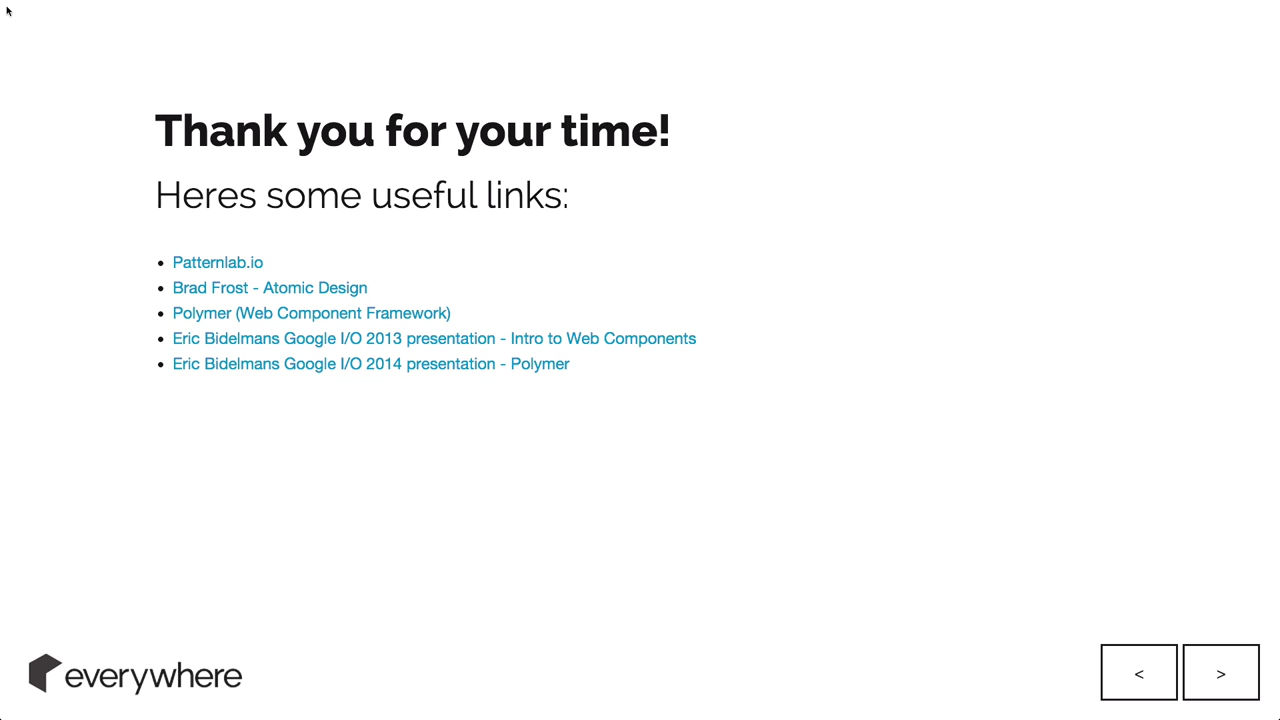 Thank you for your time!
Heres some useful links:
Patternlab.io
Brad Frost - Atomic Design
Polymer (Web Component Framework)
Eric Bidelmans Google I/O 2013 presentation - Intro to Web Components
Eric Bidelmans Google I/O 2014 presentation - Polymer
everywhere
< >